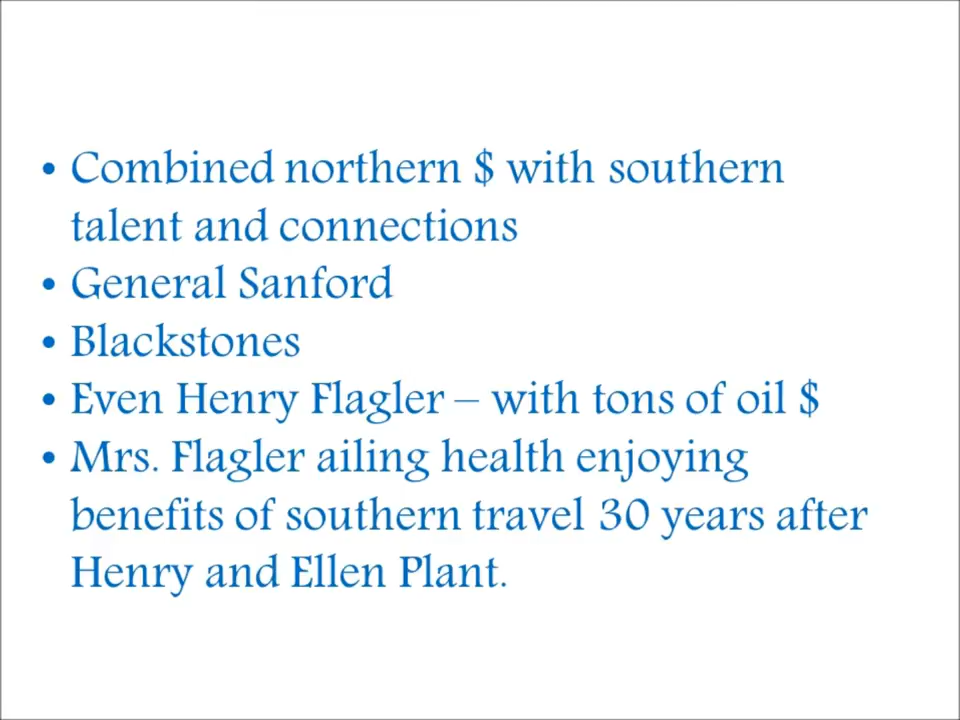 • Combined northern $ with southern
talent and connections
• General Sanford
• Blackstones
• Even Henry Flagler – with tons of oil $
• Mrs. Flagler ailing health enjoying
benefits of southern travel 30 years after
Henry and Ellen Plant.